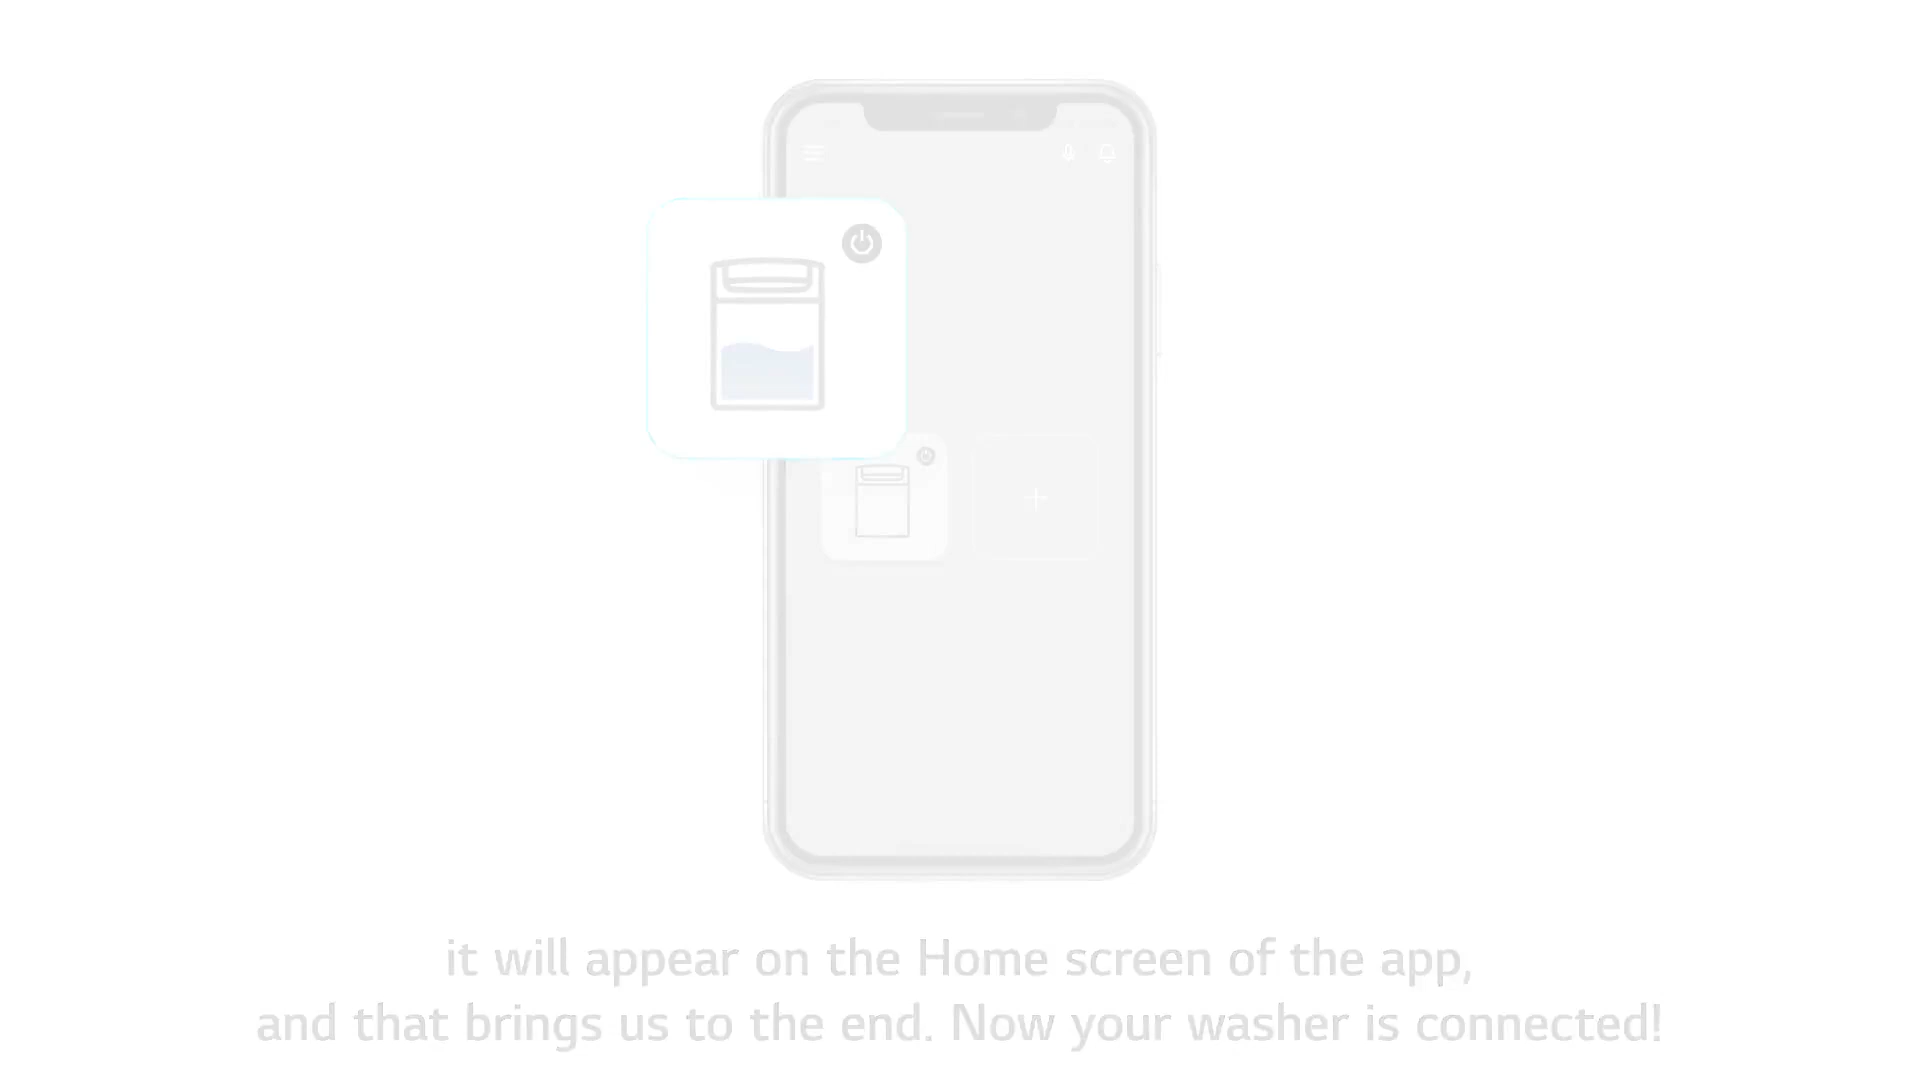 it will appear on the Home screen of the app,
and that brings us to the end. Now your washer is connected!